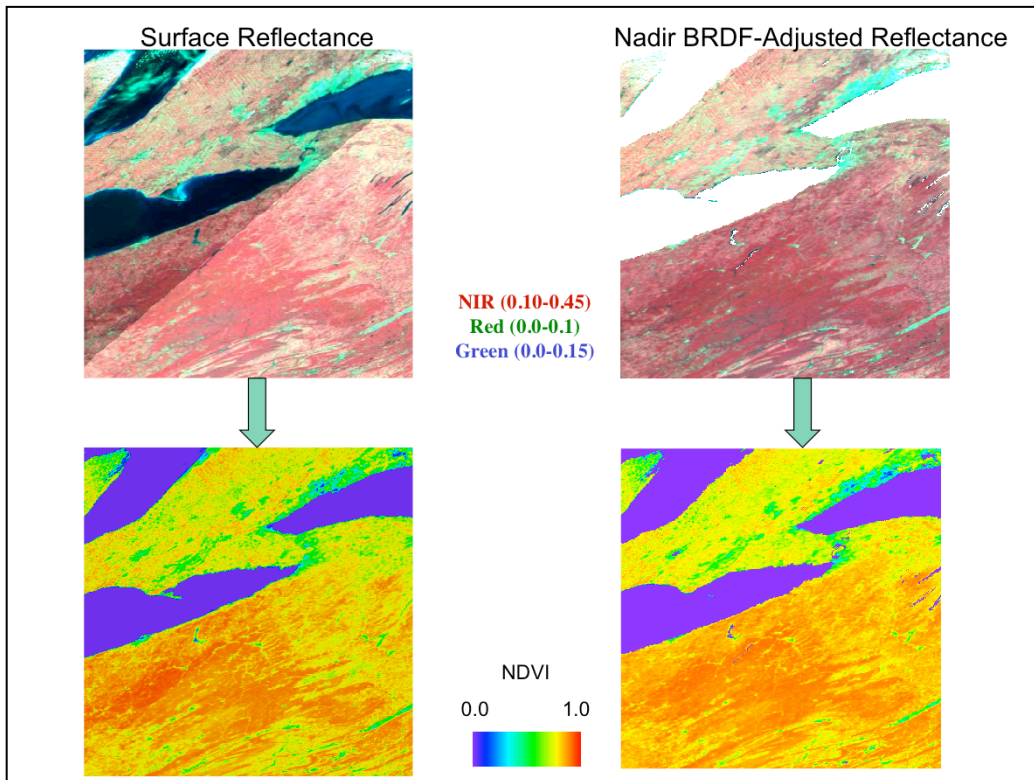 Surface Reflectance
Nadir BRDF-Adjusted Reflectance
NIR (0.10-0.45)
Red (0.0-0.1)
Green (0.0-0.15)
NDVI
0.0 1.0